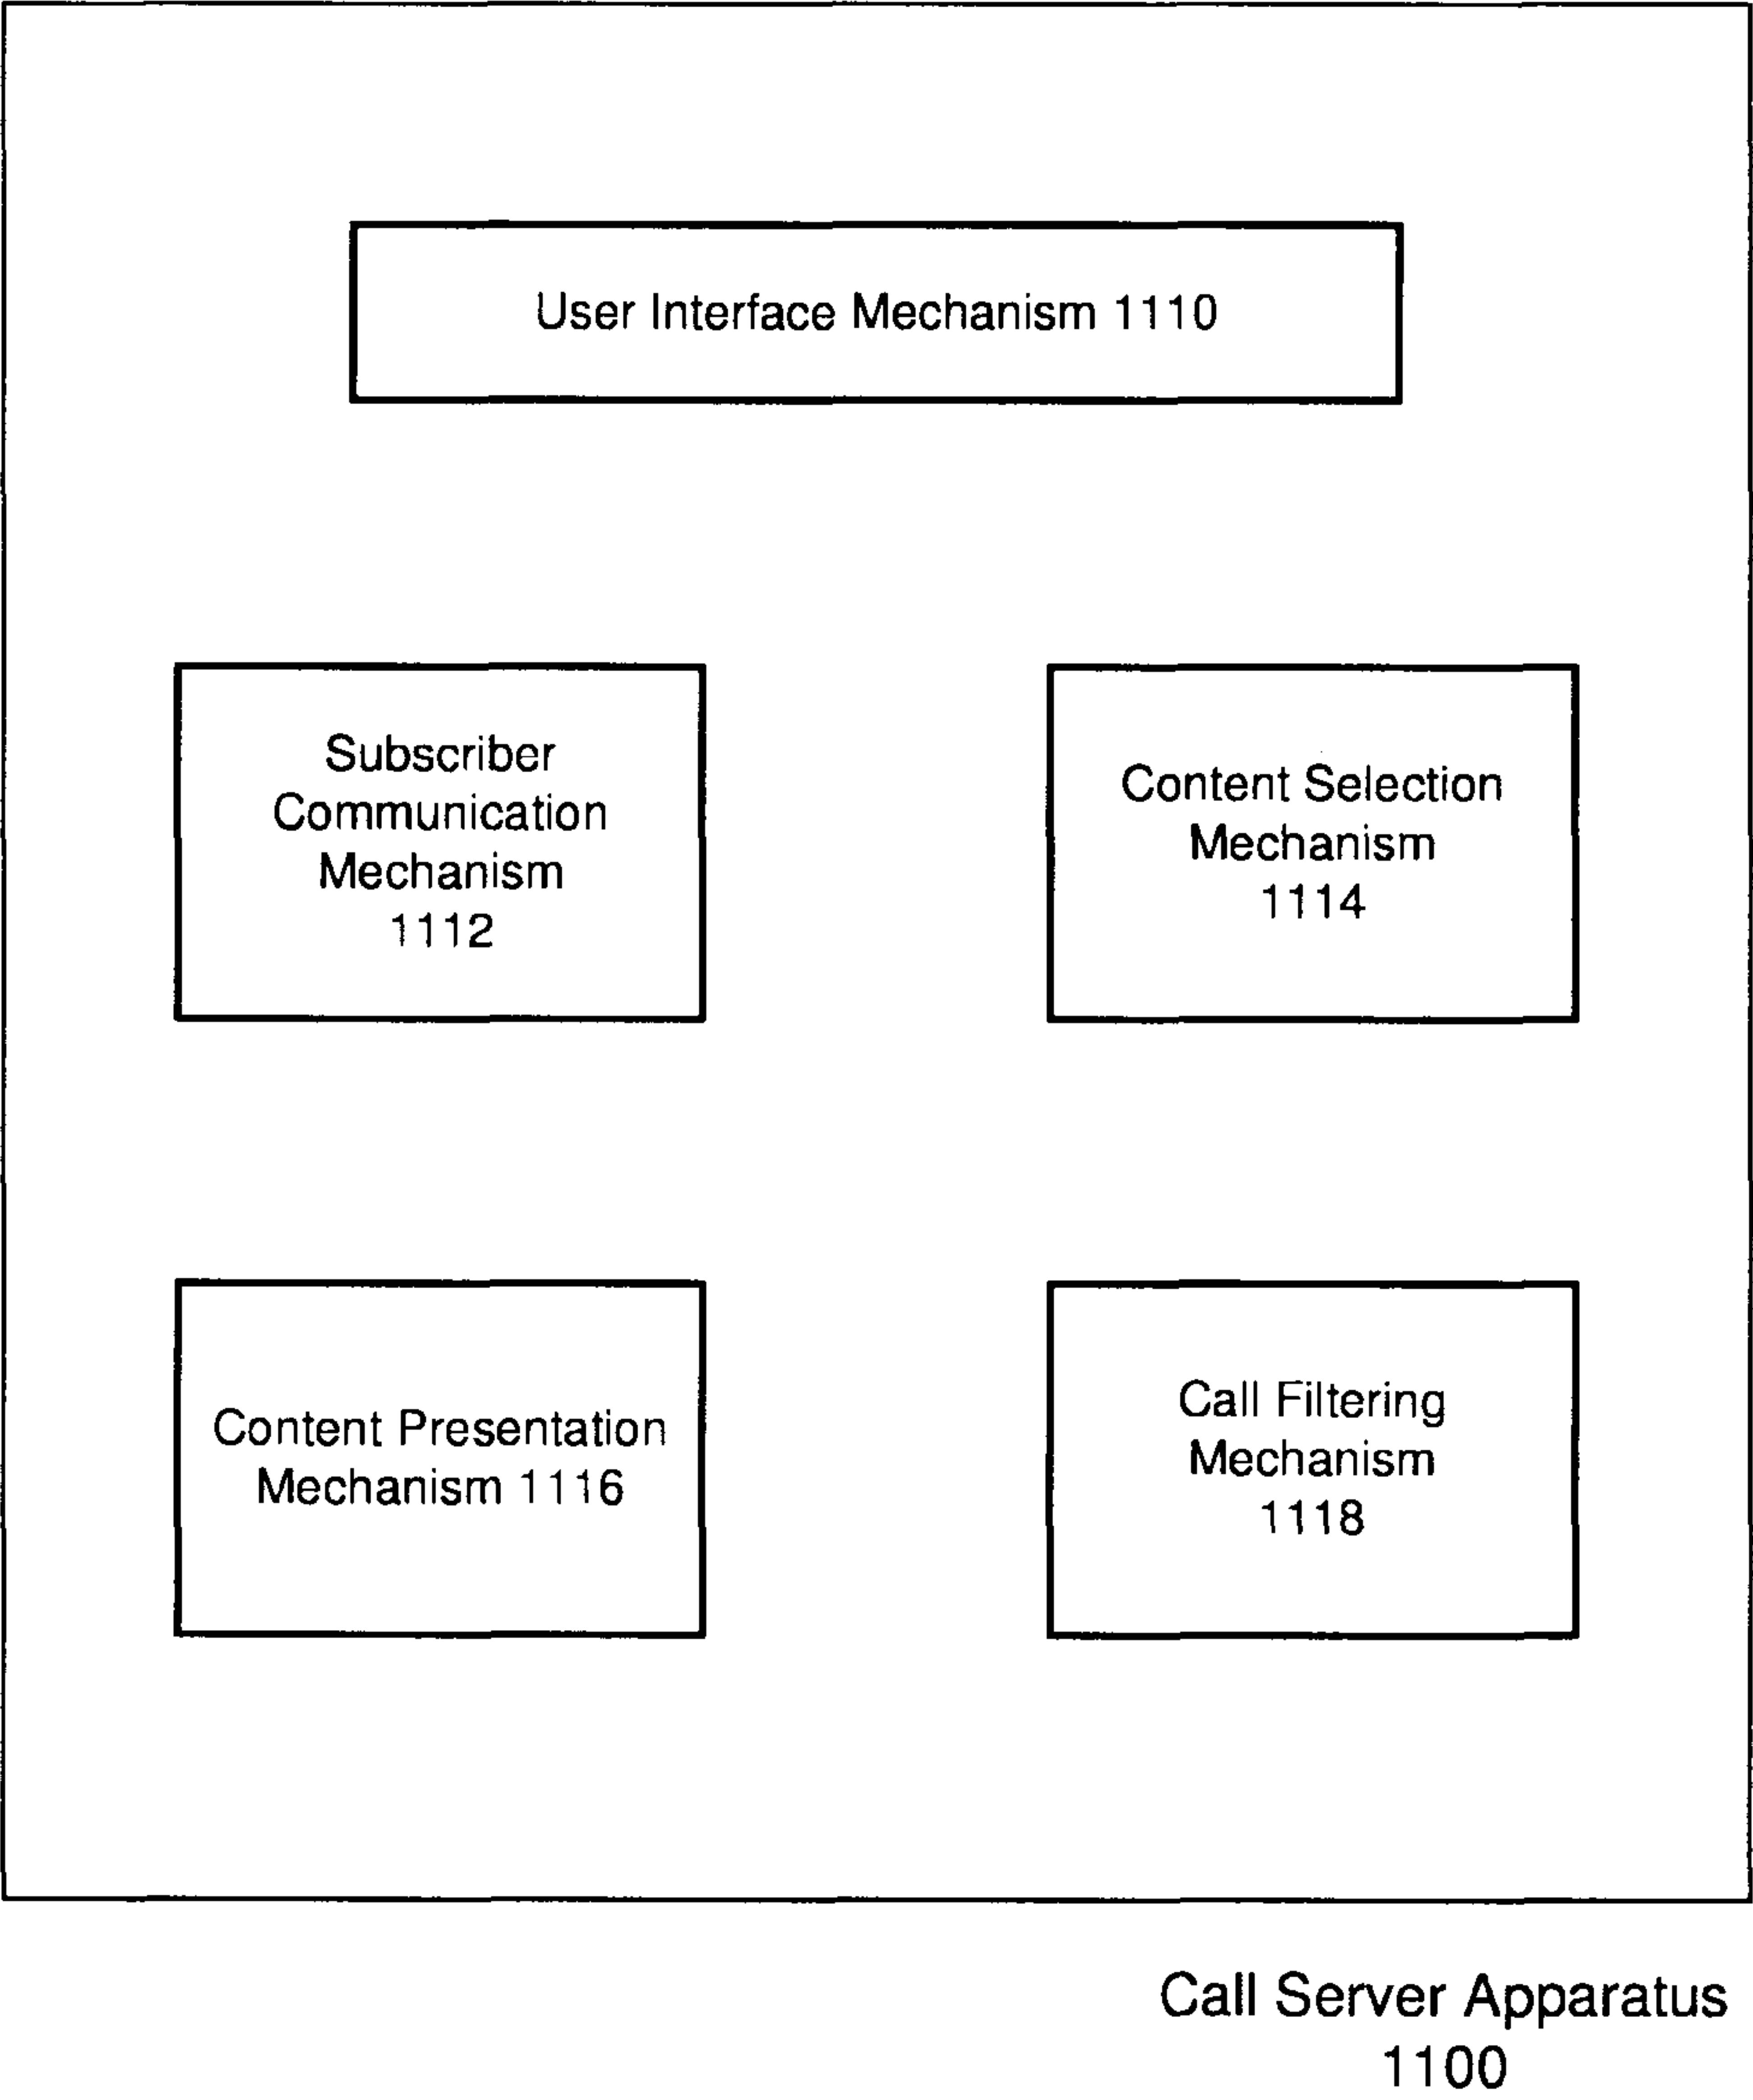 User Interface Mechanism 1110
Subscriber
Communication
Mechanism
1112
Content Selection
Mechanism
1114
Content Presentation
Mechanism 1116
Call Filtering
Mechanism
1118
Call Server Apparatus
1100